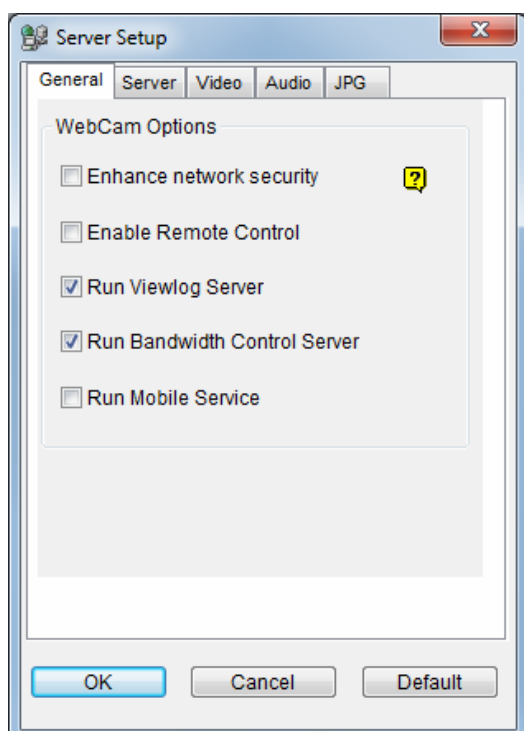 Server Setup
General Server Video Audio JPG
WebCam Options
Enhance network security
Enable Remote Control
Run Viewlog Server
Run Bandwidth Control Server
Run Mobile Service
OK Cancel Default